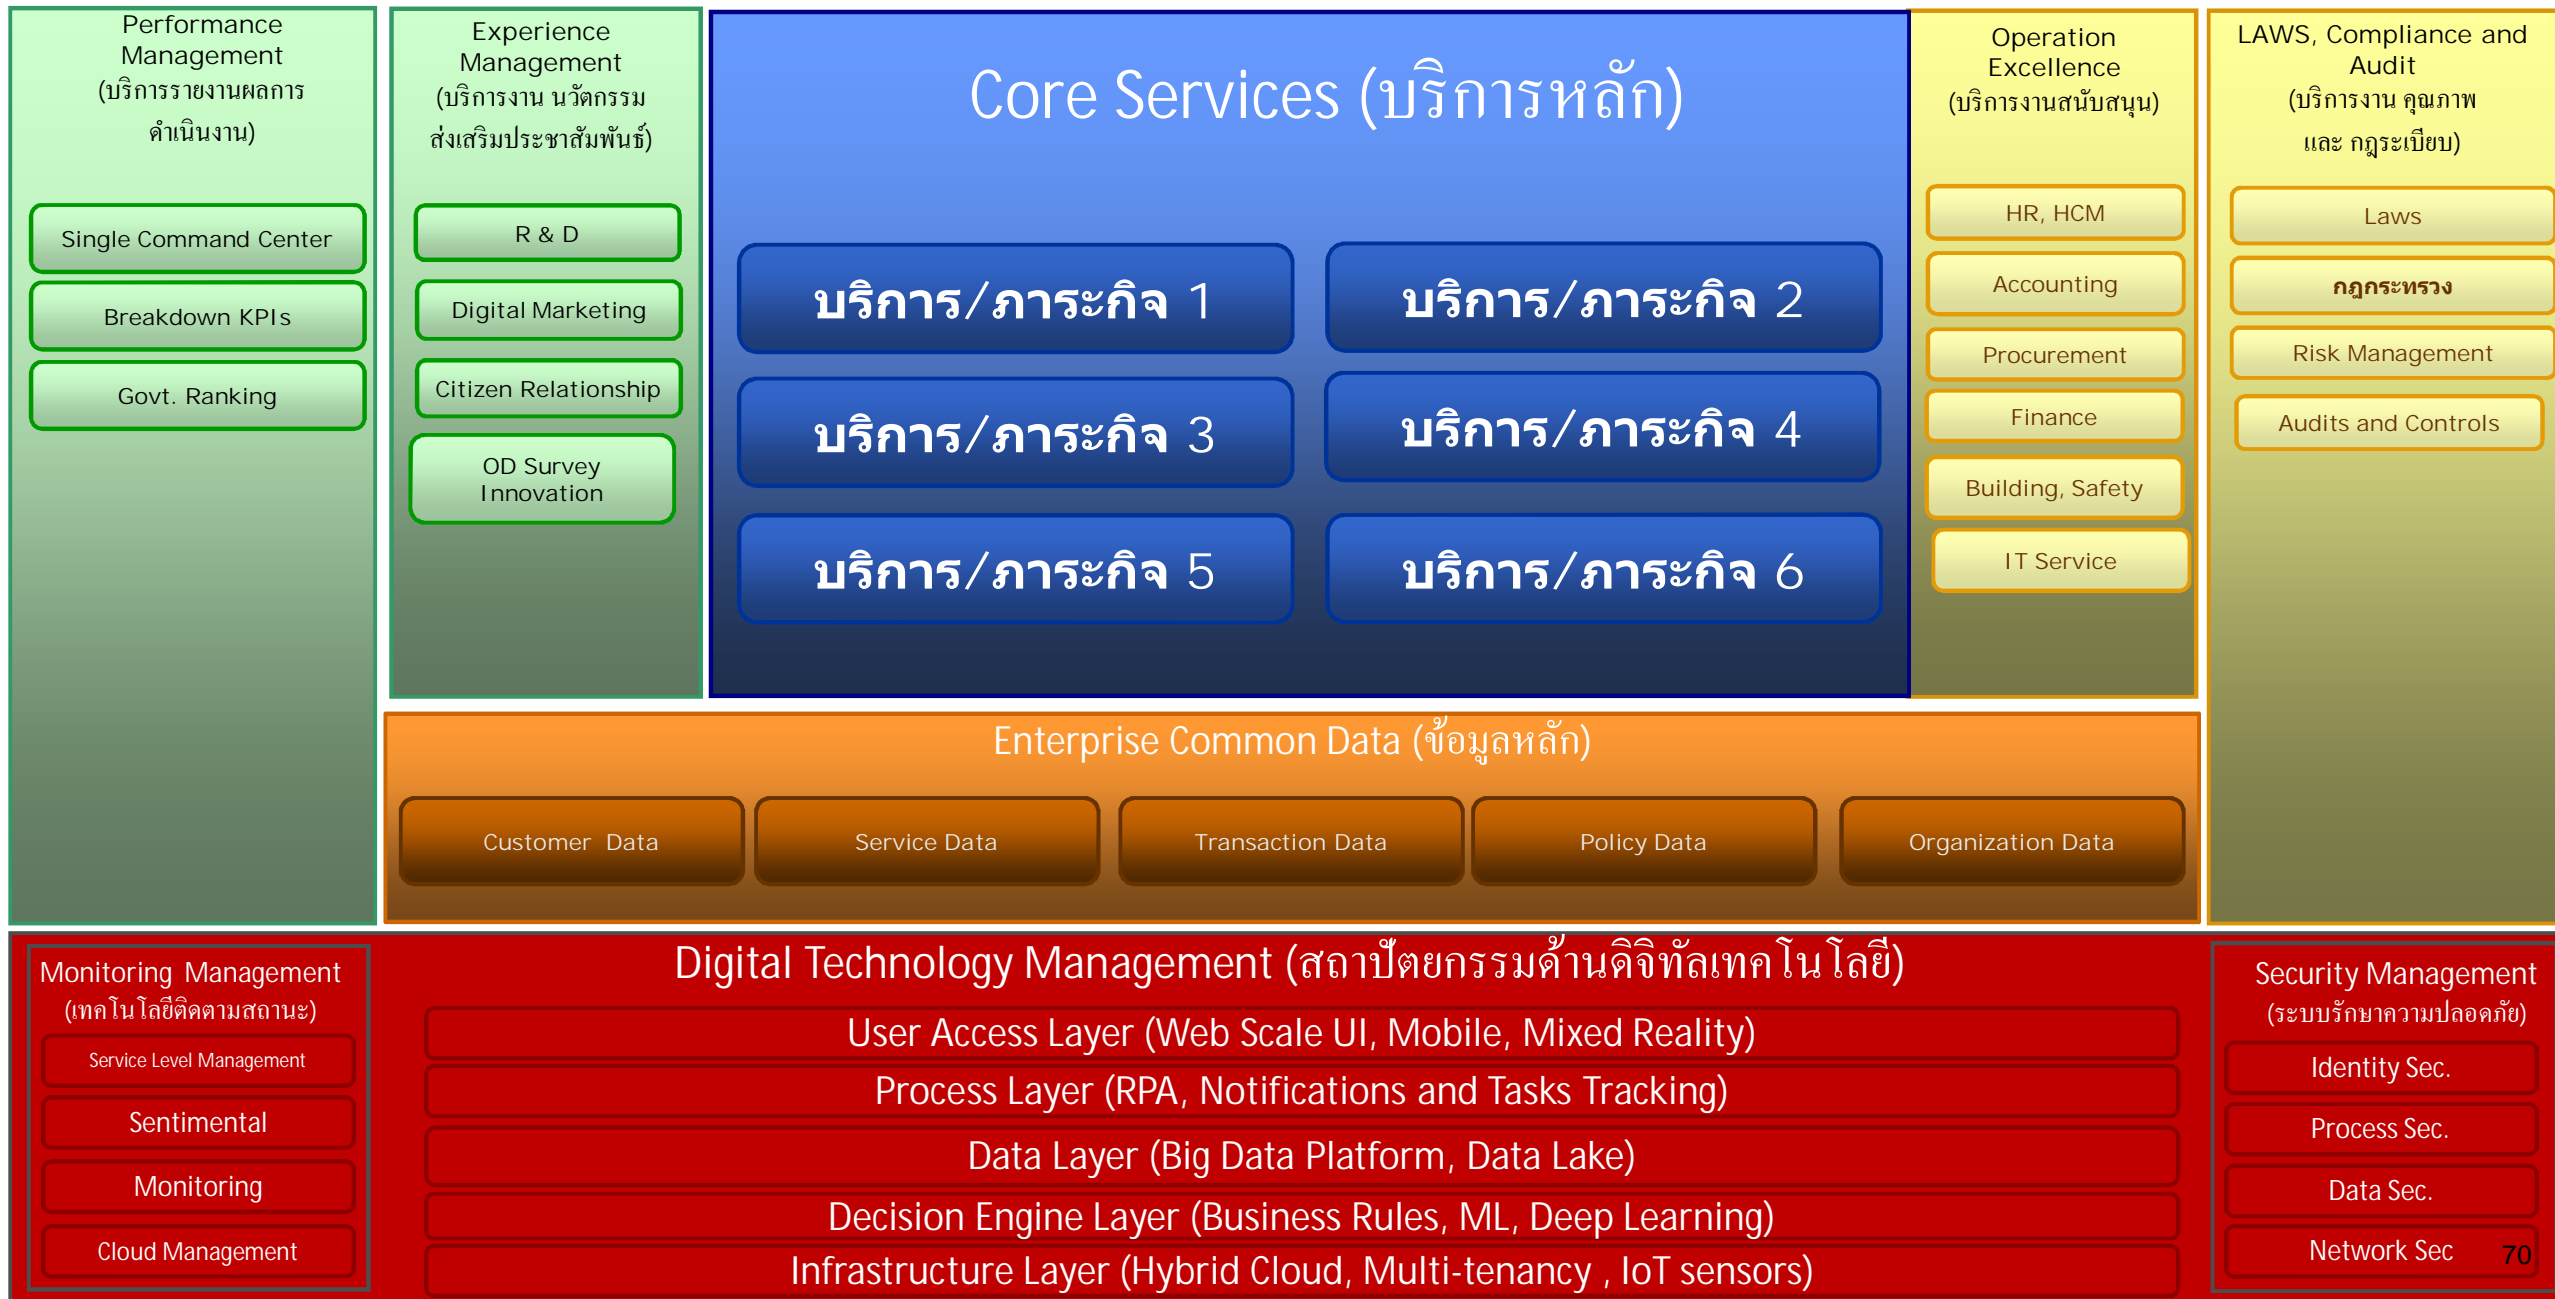 Performance
Management
(บริการรายงานผลการ
ดำเนินงาน)
Single Command Center
Breakdown KPIs
Govt. Ranking
Experience
Management
(บริการงาน นวัตกรรม
ส่งเสริมประชาสัมพันธ์)
R & D
Digital Marketing
Citizen Relationship
OD Survey
Innovation
Core Services (บริการหลัก)
บริการ/ภาระกิจ 1
บริการ/ภาระกิจ 2
บริการ/ภาระกิจ 3
บริการ/ภาระกิจ 4
บริการ/ภาระกิจ 5
บริการ/ภาระกิจ 6
Operation
Excellence
(บริการงานสนับสนุน)
HR, HCM
Accounting
Procurement
Finance
Building, Safety
IT Service
LAWS, Compliance and
Audit
(บริการงาน คุณภาพ
และ กฎระเบียบ)
Laws
กฎกระทรวง
Risk Management
Audits and Controls
Enterprise Common Data (ข้อมูลหลัก)
Customer Data
Service Data
Transaction Data
Policy Data
Organization Data
Monitoring Management
(เทคโนโลยีติดตามสถานะ)
Service Level Management
Sentimental
Monitoring
Cloud Management
Digital Technology Management (สถาปัตยกรรมด้านดิจิทัลเทคโนโลยี)
User Access Layer (Web Scale UI, Mobile, Mixed Reality)
Process Layer (RPA, Notifications and Tasks Tracking)
Data Layer (Big Data Platform, Data Lake)
Decision Engine Layer (Business Rules, ML, Deep Learning)
Infrastructure Layer (Hybrid Cloud, Multi-tenancy , IoT sensors)
Security Management
(ระบบรักษาความปลอดภัย)
Identity Sec.
Process Sec.
Data Sec.
Network Sec
70